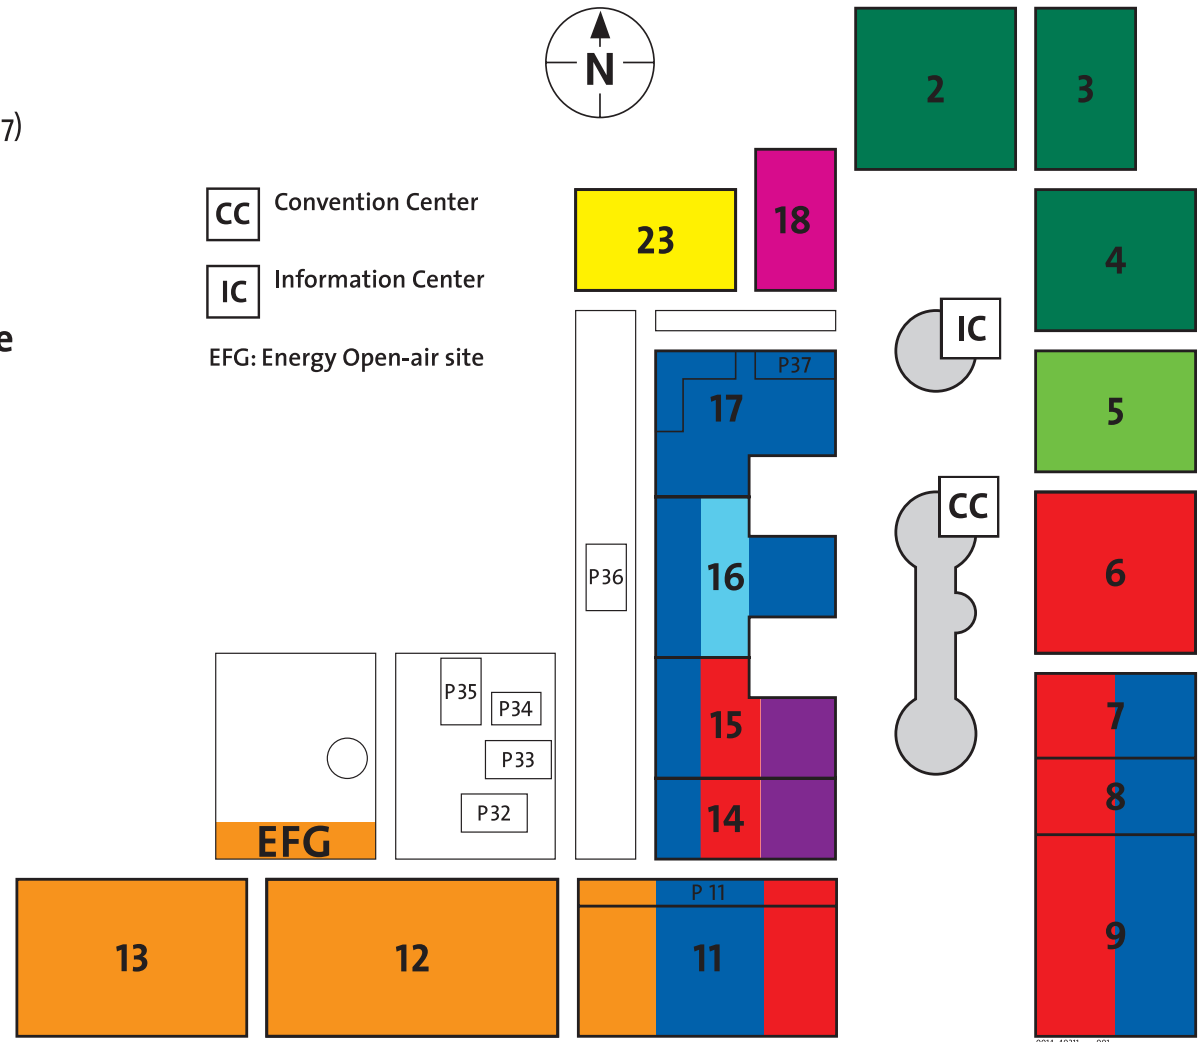 N
2
3
7)
CC Convention Center
23
18
4
IC Information Center
IC
e
EFG: Energy Open-air site
P37
17
5
CC
P36
16
6
P35
P34
15
7
P33
8
P32
14
EFG
P 11
13
12
11
9